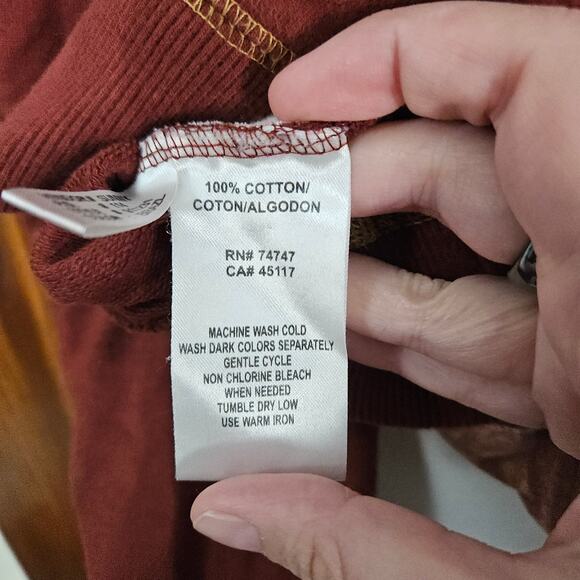 100% COTTON/
COTON/ALGODON
RN# 74747
CA# 45117
MACHINE WASH COLD
WASH DARK COLORS SEPARATELY
GENTLE CYCLE
NON CHLORINE BLEACH
WHEN NEEDED
TUMBLE DRY LOW
USE WARM IRON